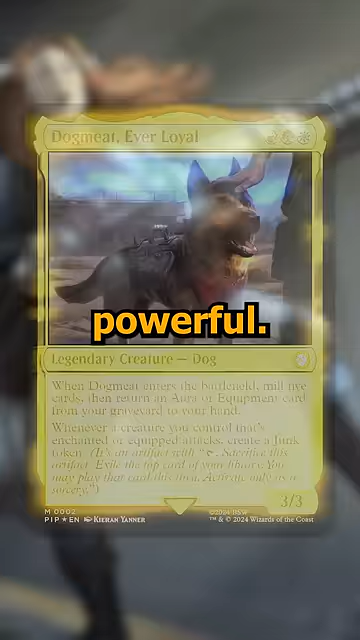 Dogmeat, Ever Loyal
powerful.
Legendary Creature — Dog
When Dogmeat enters the battlefield, mill five
cards, then return an Aura or Equipment card
from your graveyard to your hand.
Whenever a creature you control that's
enchanted or equipped attacks, create a Junk
token. (It's an artifact with “, Sacrifice this
artifact: Exile the top card of your library. You
may play that card this turn. Activate only as a
sorcery.”)
3/3
M 0002
PIP ★ EN Kieran Yanner
™ & © 2024 Wizards of the Coast